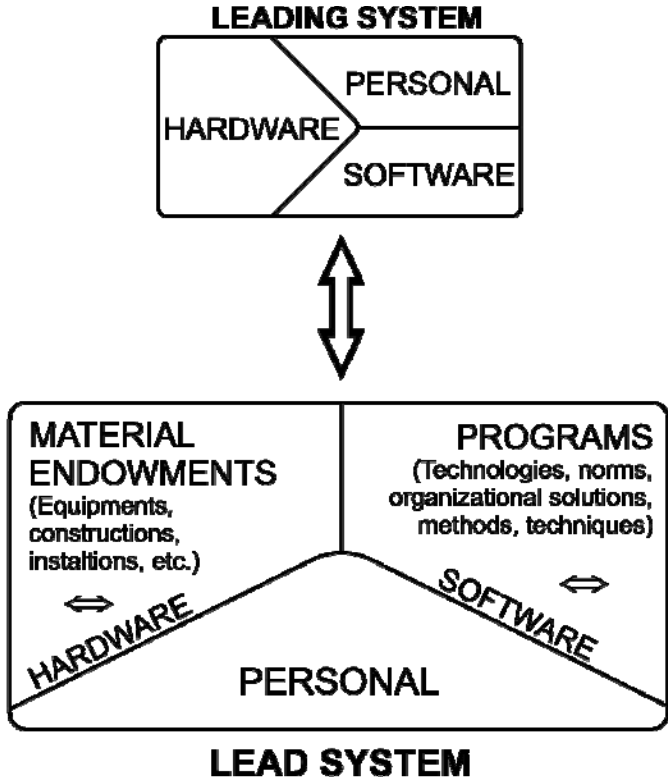 LEADING SYSTEM
PERSONAL
HARDWARE
SOFTWARE
MATERIAL
ENDOWMENTS
(Equipments,
constructions,
instaltions, etc.)
PROGRAMS
(Technologies, norms,
organizational solutions,
methods, techniques)
HARDWARE
SOFTWARE
PERSONAL
LEAD SYSTEM